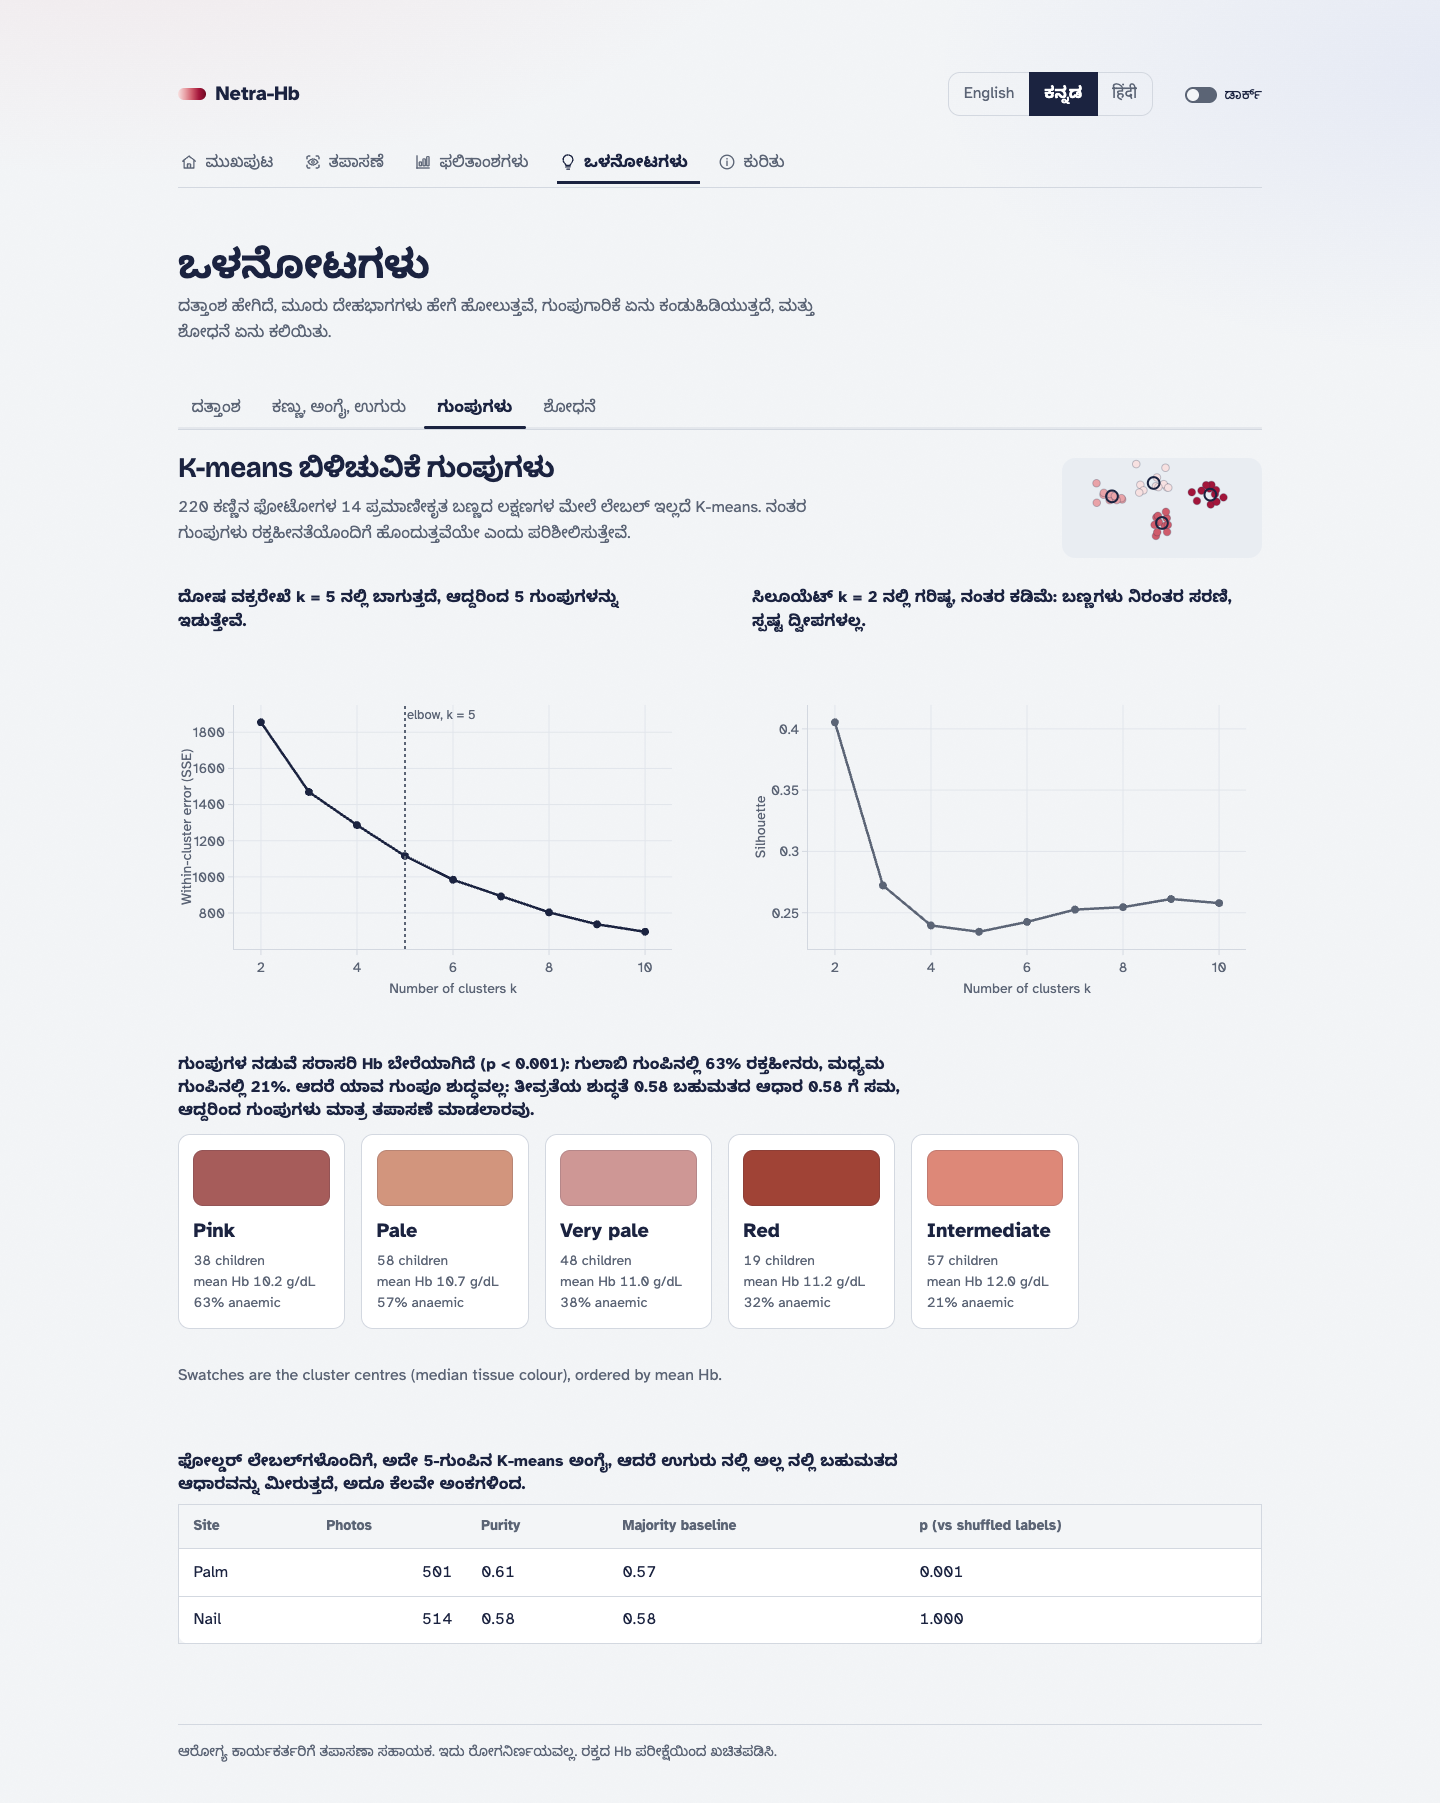 Netra-Hb
English ಕನ್ನಡ हिंदी ಡಾರ್ಕ್
ಮುಖಪುಟ ತಪಾಸಣೆ ಫಲಿತಾಂಶಗಳು ಒಳನೋಟಗಳು ಕುರಿತು
ಒಳನೋಟಗಳು
ದತ್ತಾಂಶ ಹೇಗಿದೆ, ಮೂರು ದೇಹಭಾಗಗಳು ಹೇಗೆ ಹೋಲುತ್ತವೆ, ಗುಂಪುಗಾರಿಕೆ ಏನು ಕಂಡುಹಿಡಿಯುತ್ತದೆ, ಮತ್ತು
ಶೋಧನೆ ಏನು ಕಲಿಯಿತು.
ದತ್ತಾಂಶ ಕಣ್ಣು, ಅಂಗೈ, ಉಗುರು ಗುಂಪುಗಳು ಶೋಧನೆ
K-means ಬಿಳಿಚುವಿಕೆ ಗುಂಪುಗಳು
220 ಕಣ್ಣಿನ ಫೋಟೋಗಳ 14 ಪ್ರಮಾಣೀಕೃತ ಬಣ್ಣದ ಲಕ್ಷಣಗಳ ಮೇಲೆ ಲೇಬಲ್ ಇಲ್ಲದೆ K-means. ನಂತರ
ಗುಂಪುಗಳು ರಕ್ತಹೀನತೆಯೊಂದಿಗೆ ಹೊಂದುತ್ತವೆಯೇ ಎಂದು ಪರಿಶೀಲಿಸುತ್ತೇವೆ.
ದೋಷ ವಕ್ರರೇಖೆ k = 5 ನಲ್ಲಿ ಬಾಗುತ್ತದೆ, ಆದ್ದರಿಂದ 5 ಗುಂಪುಗಳನ್ನು
ಇಡುತ್ತೇವೆ.
elbow, k = 5
1800
1600
1400
1200
1000
800
Within-cluster error (SSE)
2 4 6 8 10
Number of clusters k
ಸಿಲೂಯೆಟ್ k = 2 ನಲ್ಲಿ ಗರಿಷ್ಠ, ನಂತರ ಕಡಿಮೆ: ಬಣ್ಣಗಳು ನಿರಂತರ ಸರಣಿ,
ಸ್ಪಷ್ಟ ದ್ವೀಪಗಳಲ್ಲ.
0.4
0.35
0.3
0.25
Silhouette
2 4 6 8 10
Number of clusters k
ಗುಂಪುಗಳ ನಡುವೆ ಸರಾಸರಿ Hb ಬೇರೆಯಾಗಿದೆ (p < 0.001): ಗುಲಾಬಿ ಗುಂಪಿನಲ್ಲಿ 63% ರಕ್ತಹೀನರು, ಮಧ್ಯಮ
ಗುಂಪಿನಲ್ಲಿ 21%. ಆದರೆ ಯಾವ ಗುಂಪೂ ಶುದ್ಧವಲ್ಲ: ತೀವ್ರತೆಯ ಶುದ್ಧತೆ 0.58 ಬಹುಮತದ ಆಧಾರ 0.58 ಗೆ ಸಮ,
ಆದ್ದರಿಂದ ಗುಂಪುಗಳು ಮಾತ್ರ ತಪಾಸಣೆ ಮಾಡಲಾರವು.
Pink
38 children
mean Hb 10.2 g/dL
63% anaemic
Pale
58 children
mean Hb 10.7 g/dL
57% anaemic
Very pale
48 children
mean Hb 11.0 g/dL
38% anaemic
Red
19 children
mean Hb 11.2 g/dL
32% anaemic
Intermediate
57 children
mean Hb 12.0 g/dL
21% anaemic
Swatches are the cluster centres (median tissue colour), ordered by mean Hb.
ಫೋಲ್ಡರ್ ಲೇಬಲ್‌ಗಳೊಂದಿಗೆ, ಅದೇ 5-ಗುಂಪಿನ K-means ಅಂಗೈ, ಆದರೆ ಉಗುರು ನಲ್ಲಿ ಅಲ್ಲ ನಲ್ಲಿ ಬಹುಮತದ
ಆಧಾರವನ್ನು ಮೀರುತ್ತದೆ, ಅದೂ ಕೆಲವೇ ಅಂಕಗಳಿಂದ.
Site Photos Purity Majority baseline p (vs shuffled labels)
Palm 501 0.61 0.57 0.001
Nail 514 0.58 0.58 1.000
ಆರೋಗ್ಯ ಕಾರ್ಯಕರ್ತರಿಗೆ ತಪಾಸಣಾ ಸಹಾಯಕ. ಇದು ರೋಗನಿರ್ಣಯವಲ್ಲ. ರಕ್ತದ Hb ಪರೀಕ್ಷೆಯಿಂದ ಖಚಿತಪಡಿಸಿ.